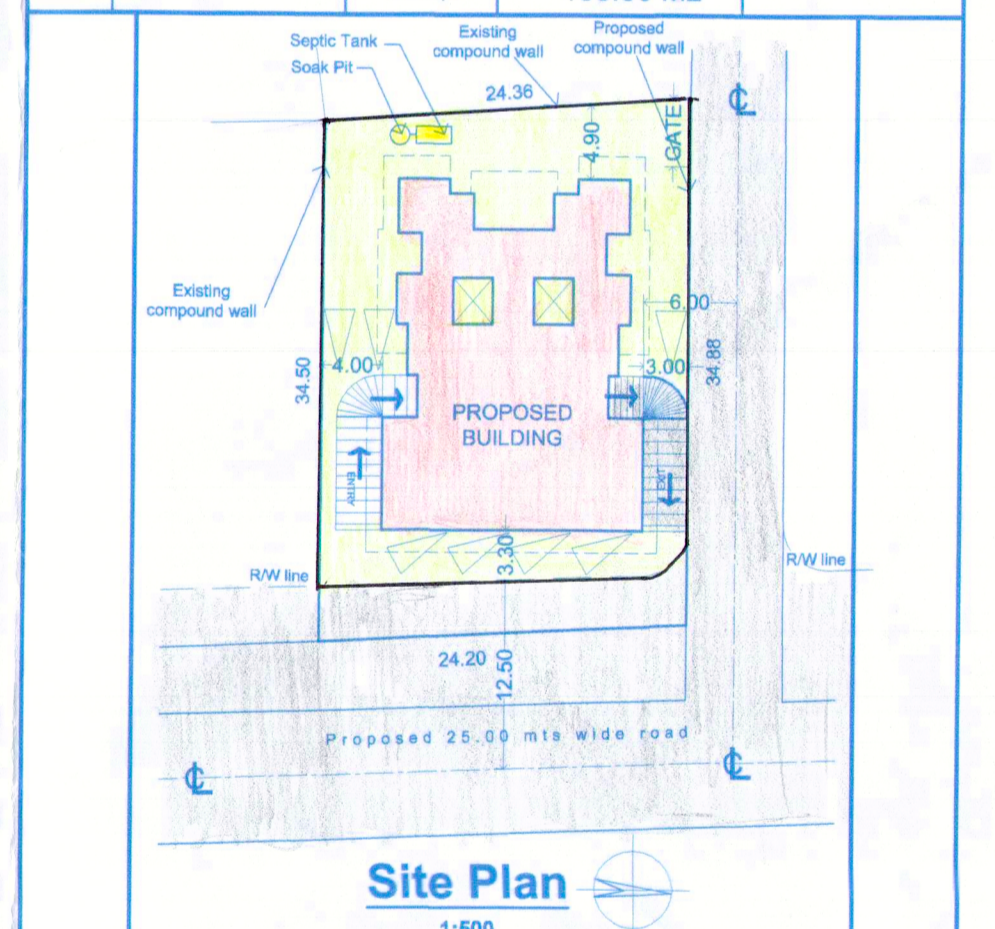 Septic Tank
Soak Pit
Existing
compound wall
Proposed
compound wall
24.36
4.90
GATE
Existing
compound wall
6.00
34.50
4.00
3.00
34.88
PROPOSED
BUILDING
ENTRY
EXIT
3.30
R/W line
R/W line
24.20
12.50
Proposed 25.00 mts wide road
Site Plan
1:500